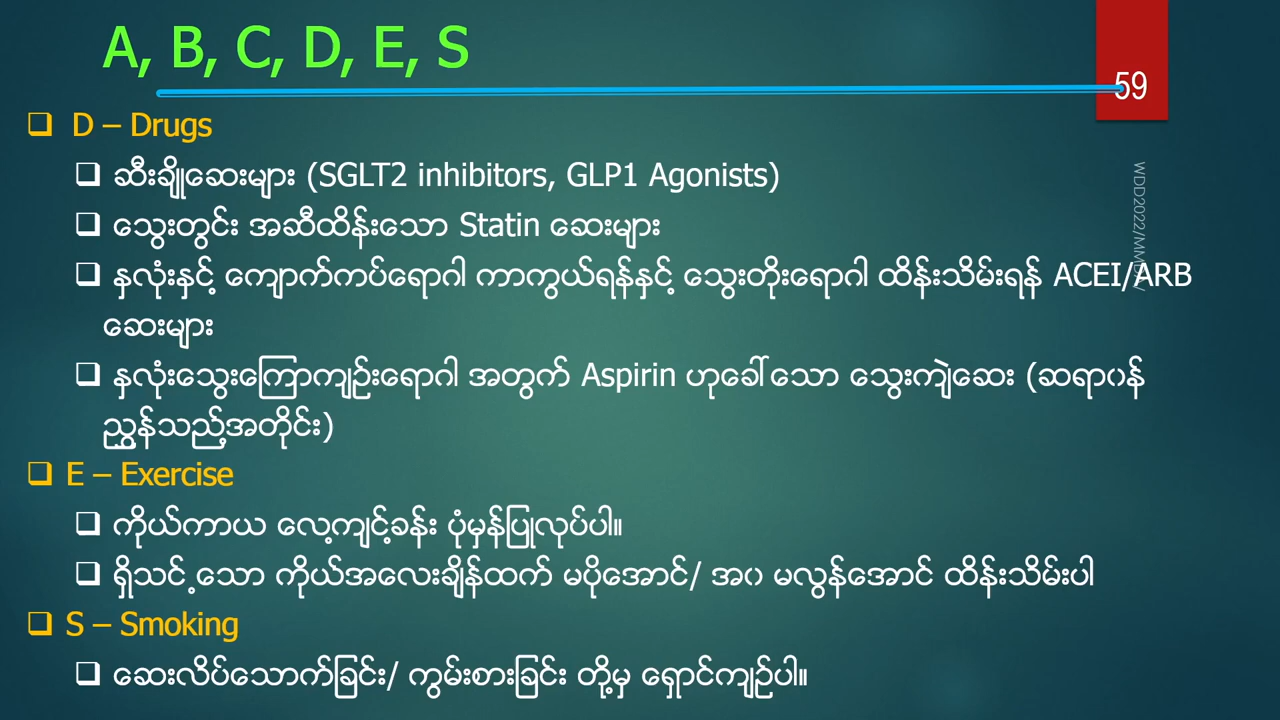 A, B, C, D, E, S
59
❑ D – Drugs
❑ ဆီးချိုဆေးများ (SGLT2 inhibitors, GLP1 Agonists)
❑ သွေးတွင်း အဆီထိန်းသော Statin ဆေးများ
❑ နှလုံးနှင့် ကျောက်ကပ်ရောဂါ ကာကွယ်ရန်နှင့် သွေးတိုးရောဂါ ထိန်းသိမ်းရန် ACEI/ARB
ဆေးများ
❑ နှလုံးသွေးကြောကျဉ်းရောဂါ အတွက် Aspirin ဟုခေါ်သော သွေးကျဲဆေး (ဆရာဝန်
ညွှန်သည့်အတိုင်း)
❑ E – Exercise
❑ ကိုယ်ကာယ လေ့ကျင့်ခန်း ပုံမှန်ပြုလုပ်ပါ။
❑ ရှိသင့်သော ကိုယ်အလေးချိန်ထက် မပိုအောင်/ အဝ မလွန်အောင် ထိန်းသိမ်းပါ
❑ S – Smoking
❑ ဆေးလိပ်သောက်ခြင်း/ ကွမ်းစားခြင်း တို့မှ ရှောင်ကျဉ်ပါ။